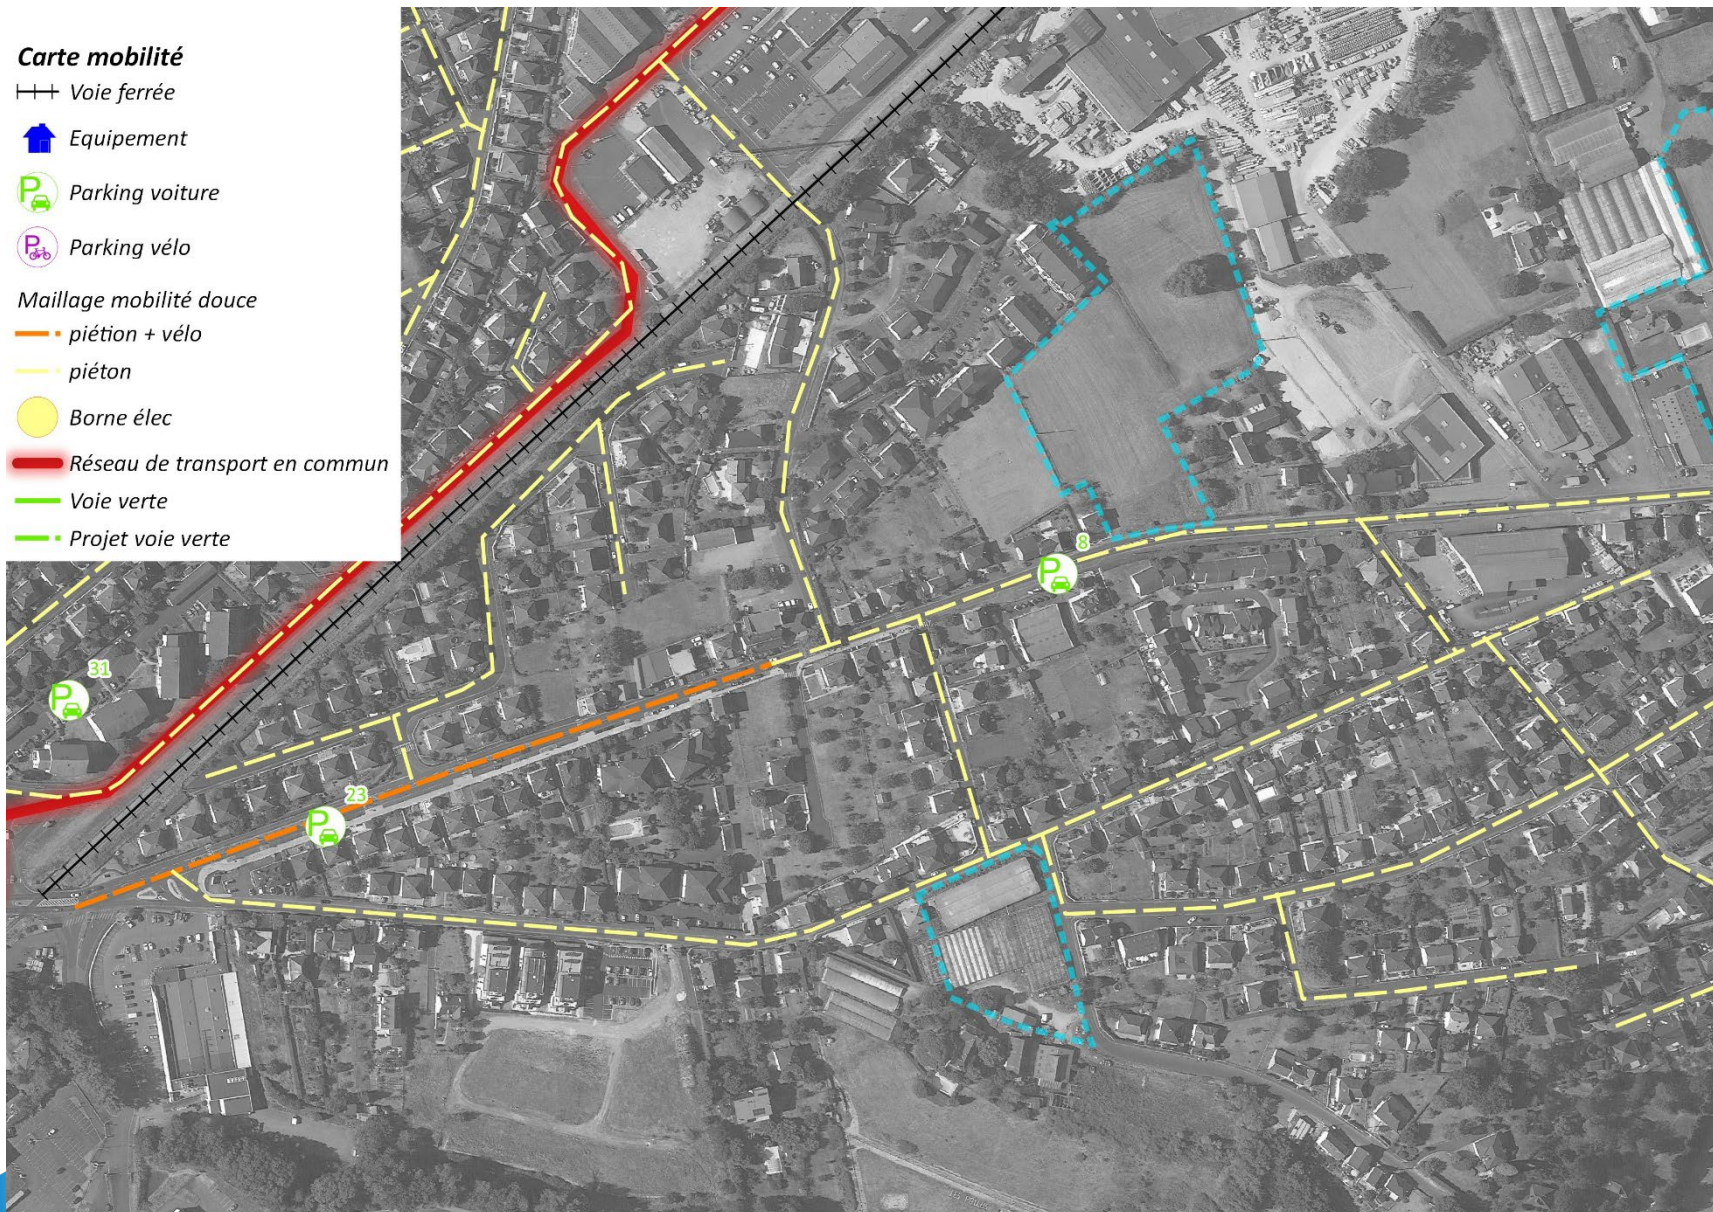 Carte mobilité
Voie ferrée
Equipement
P Parking voiture
P Parking vélo
Maillage mobilité douce
piétion + vélo
piéton
Borne élec
Réseau de transport en commun
Voie verte
Projet voie verte
8
P
31
P
23
P